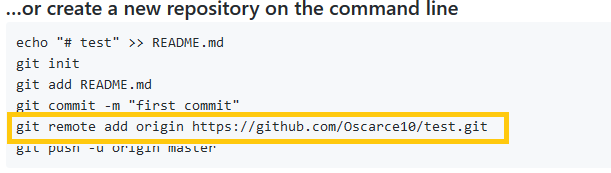 ...or create a new repository on the command line
echo "# test" >> README.md
git init
git add README.md
git commit -m "first commit"
git remote add origin https://github.com/Oscarce10/test.git
git push -u origin master